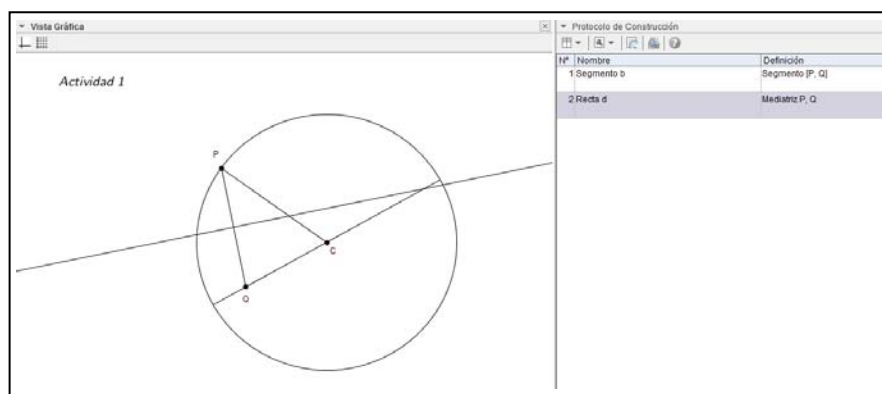 Vista Gráfica
Actividad 1
P
C
Q
Protocolo de Construcción
Nº Nombre Definición
1 Segmento b Segmento [P, Q]
2 Recta d Mediatriz P, Q